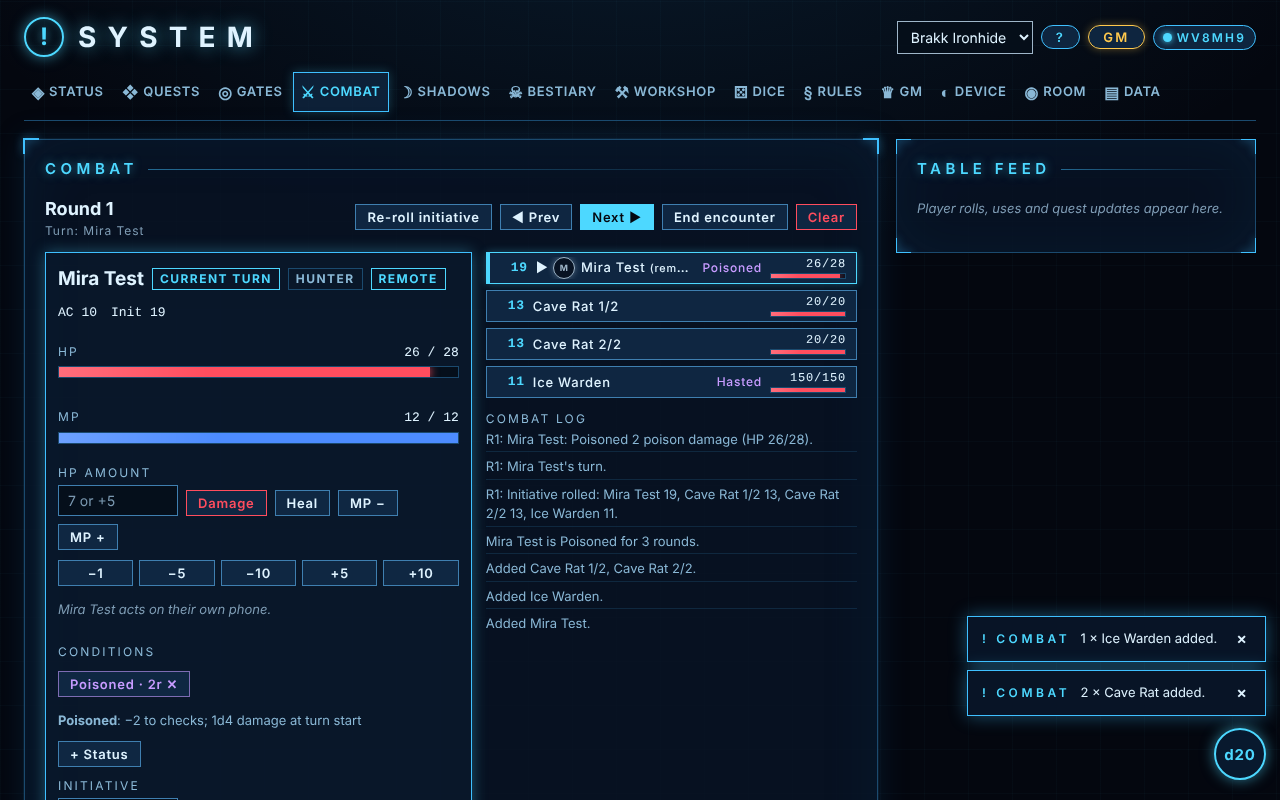 ! SYSTEM
Brakk Ironhide ? GM WV8MH9
STATUS QUESTS GATES COMBAT SHADOWS BESTIARY WORKSHOP DICE § RULES GM DEVICE ROOM DATA
COMBAT
Round 1
Turn: Mira Test
Re-roll initiative ◀ Prev Next ▶ End encounter Clear
Mira Test CURRENT TURN HUNTER REMOTE
AC 10 Init 19
HP 26 / 28
MP 12 / 12
HP AMOUNT
7 or +5 Damage Heal MP −
MP +
−1 −5 −10 +5 +10
Mira Test acts on their own phone.
CONDITIONS
Poisoned · 2r ✕
Poisoned: −2 to checks; 1d4 damage at turn start
+ Status
INITIATIVE
19 ▶ M Mira Test (rem… Poisoned 26/28
13 Cave Rat 1/2 20/20
13 Cave Rat 2/2 20/20
11 Ice Warden Hasted 150/150
COMBAT LOG
R1: Mira Test: Poisoned 2 poison damage (HP 26/28).
R1: Mira Test's turn.
R1: Initiative rolled: Mira Test 19, Cave Rat 1/2 13, Cave Rat
2/2 13, Ice Warden 11.
Mira Test is Poisoned for 3 rounds.
Added Cave Rat 1/2, Cave Rat 2/2.
Added Ice Warden.
Added Mira Test.
TABLE FEED
Player rolls, uses and quest updates appear here.
! COMBAT 1 × Ice Warden added. ×
! COMBAT 2 × Cave Rat added. ×
d20